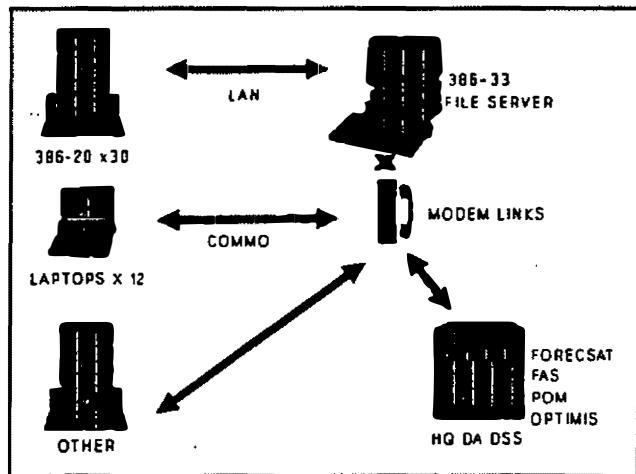 LAN
386-33
FILE SERVER
386-20 x30
MODEM LINKS
COMMO
LAPTOPS X 12
FORECSAT
FAS
POM
OPTIMIS
OTHER
HQ DA DSS